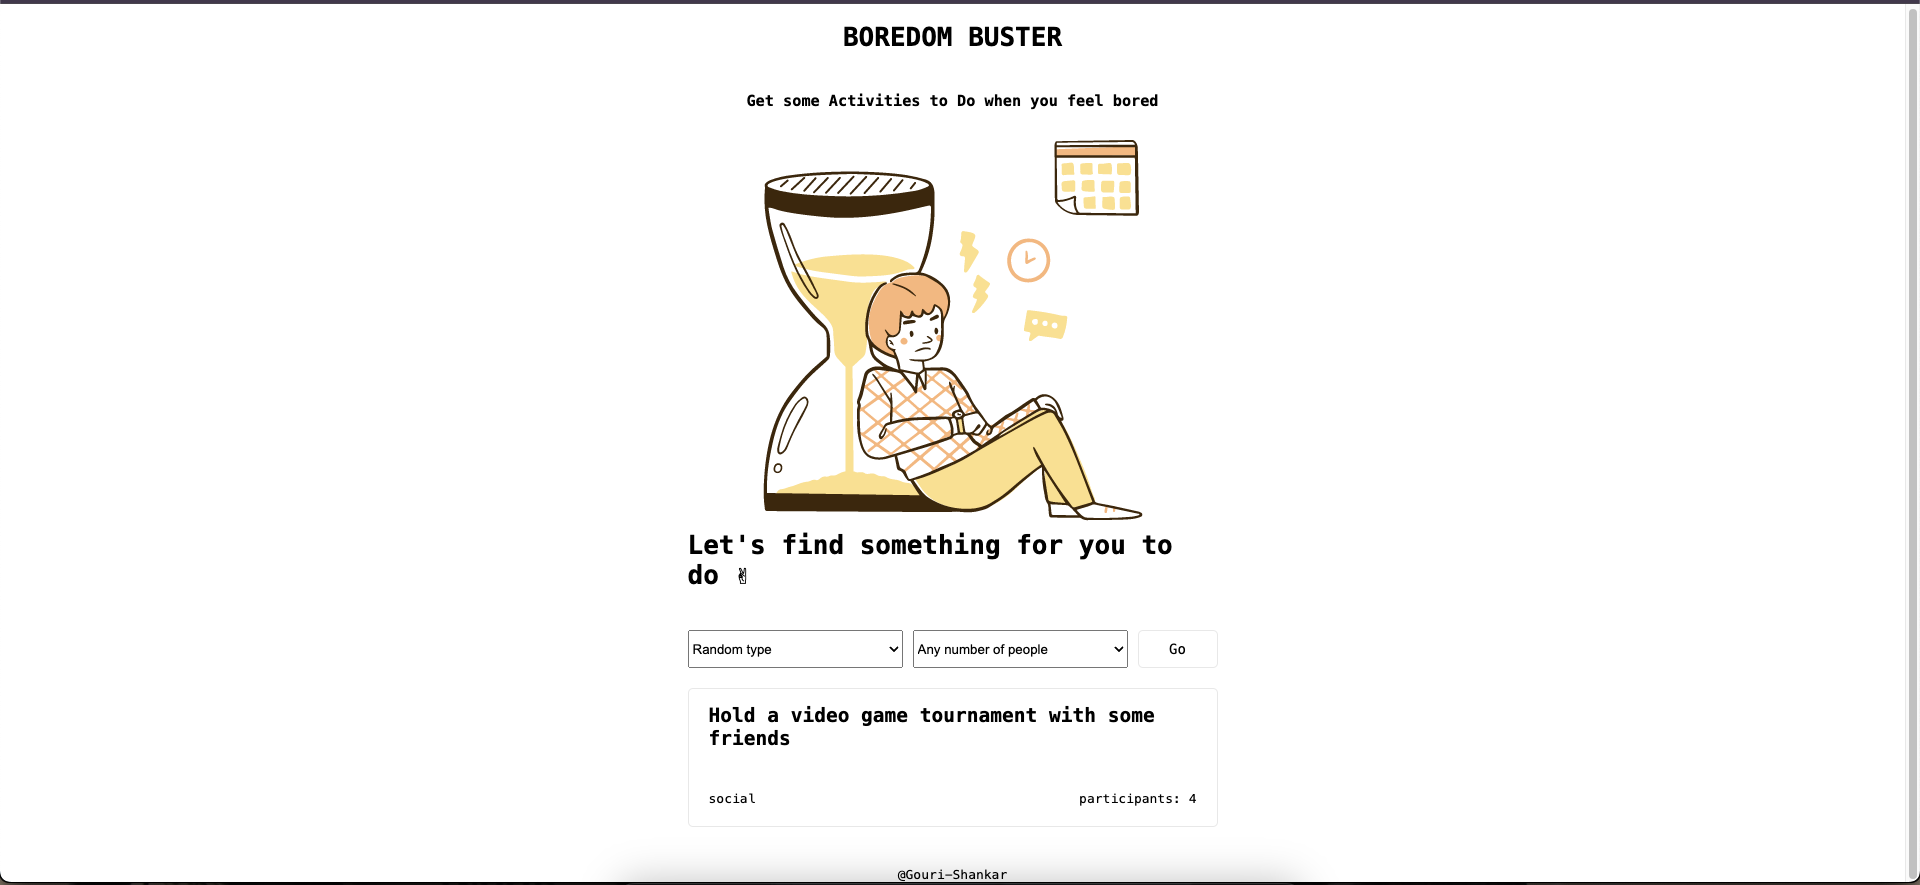 BOREDOM BUSTER
Get some Activities to Do when you feel bored
Let's find something for you to
do ✌
Random type
Any number of people
Go
Hold a video game tournament with some
friends
social
participants: 4
@Gouri-Shankar